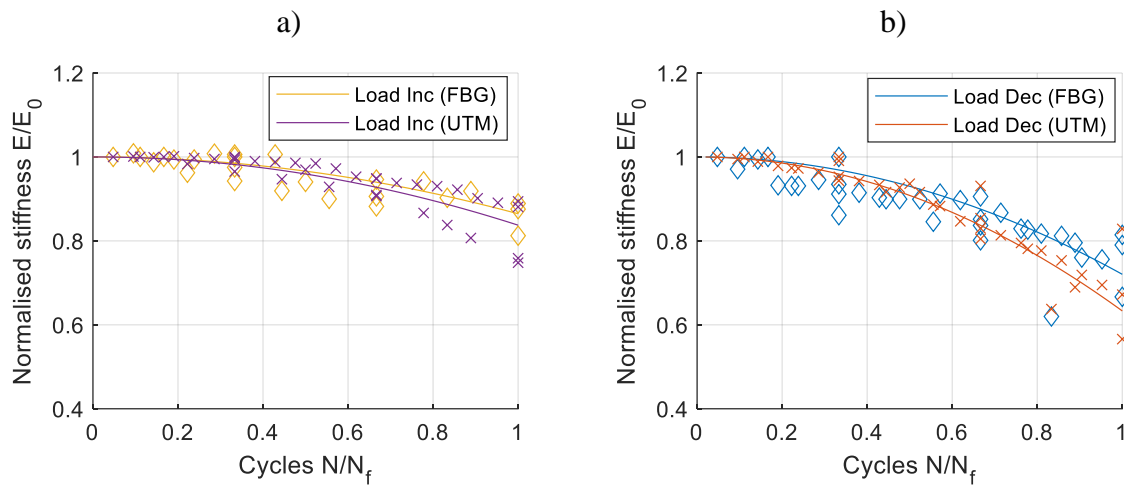 a)
Normalised stiffness E/E₀
1.2
1
0.8
0.6
0.4
0
0.2
0.4
0.6
0.8
1
Cycles N/N_f
Load Inc (FBG)
Load Inc (UTM)
b)
Normalised stiffness E/E₀
1.2
1
0.8
0.6
0.4
0
0.2
0.4
0.6
0.8
1
Cycles N/N_f
Load Dec (FBG)
Load Dec (UTM)